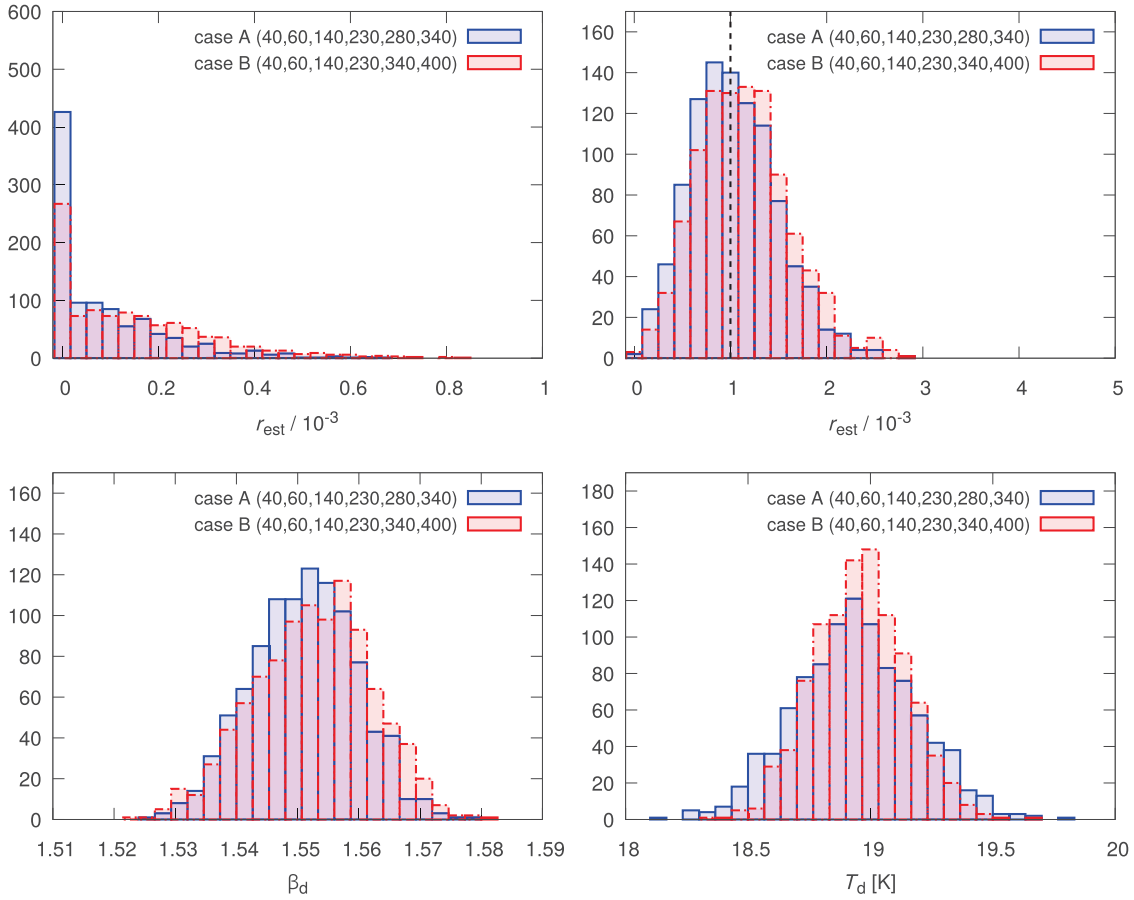 600
500
400
300
200
100
0
case A (40,60,140,230,280,340)
case B (40,60,140,230,340,400)
0 0.2 0.4 0.6 0.8 1
r_est / 10^-3
160
140
120
100
80
60
40
20
0
case A (40,60,140,230,280,340)
case B (40,60,140,230,340,400)
0 1 2 3 4 5
r_est / 10^-3
160
140
120
100
80
60
40
20
0
case A (40,60,140,230,280,340)
case B (40,60,140,230,340,400)
1.51 1.52 1.53 1.54 1.55 1.56 1.57 1.58 1.59
β_d
180
160
140
120
100
80
60
40
20
0
case A (40,60,140,230,280,340)
case B (40,60,140,230,340,400)
18 18.5 19 19.5 20
T_d [K]